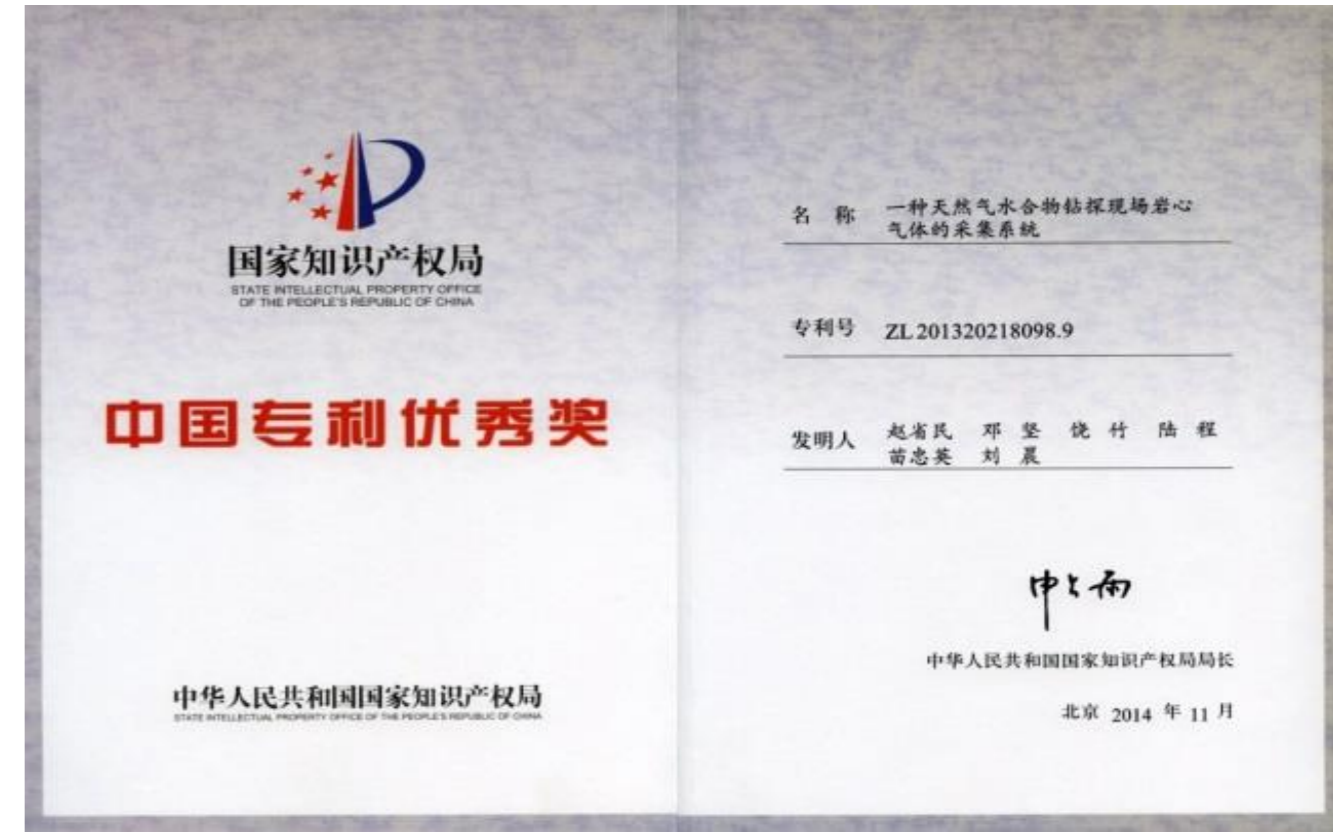 国家知识产权局
STATE INTELLECTUAL PROPERTY OFFICE
OF THE PEOPLE'S REPUBLIC OF CHINA
中国专利优秀奖
中华人民共和国国家知识产权局
STATE INTELLECTUAL PROPERTY OFFICE OF THE PEOPLE'S REPUBLIC OF CHINA
名 称 一种天然气水合物钻探现场岩心
气体的采集系统
专利号 ZL 201320218098.9
发明人 赵省民 邓 坚 饶 竹 陆 程
苗忠英 刘 晨
申长雨
中华人民共和国国家知识产权局局长
北京 2014 年 11 月